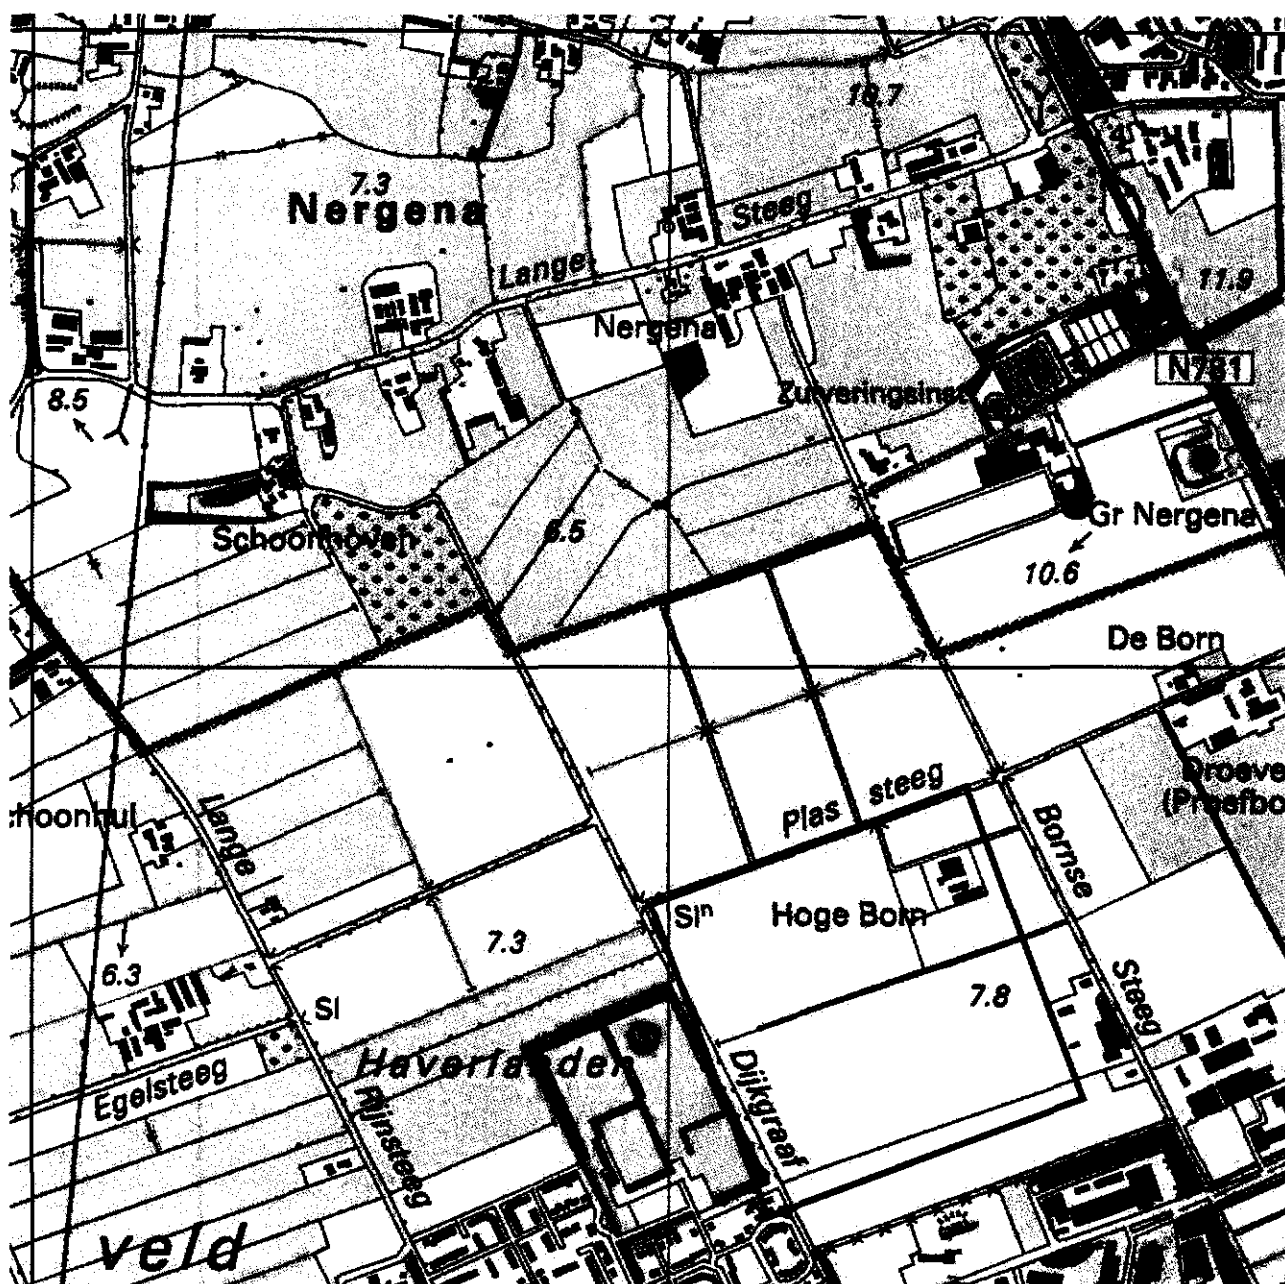 10.7
7.3
Nergena
Steeg
Lange
11.9
Nergena
N781
8.5
Zuiveringsinst
Gr Nergena
Schoonhoven
6.5
10.6
De Born
Plas steeg
Lange
Bornse
Slⁿ
Hoge Born
7.3
6.3
7.8
Sl
Steeg
Haverlanden
Egelsteeg
Dijkgraaf
Rijnsteeg
veld